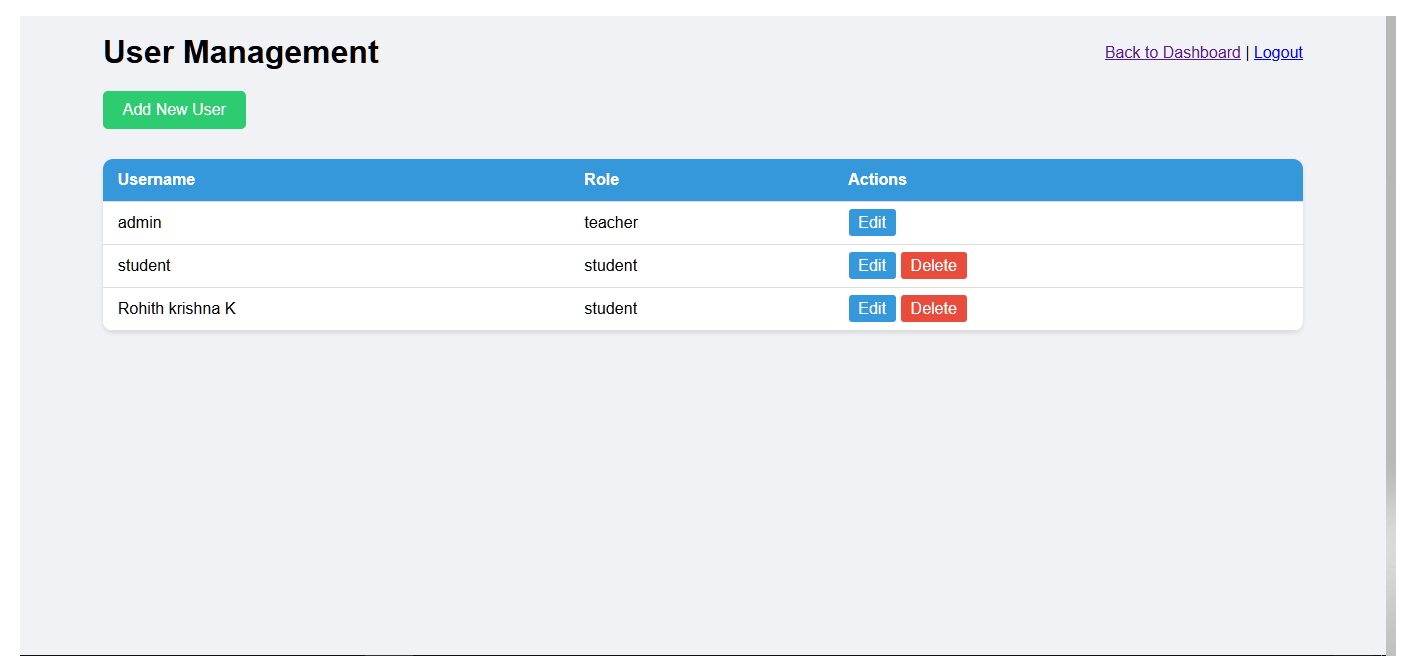 User Management
Back to Dashboard | Logout
Add New User
Username Role Actions
admin teacher Edit
student student Edit Delete
Rohith krishna K student Edit Delete